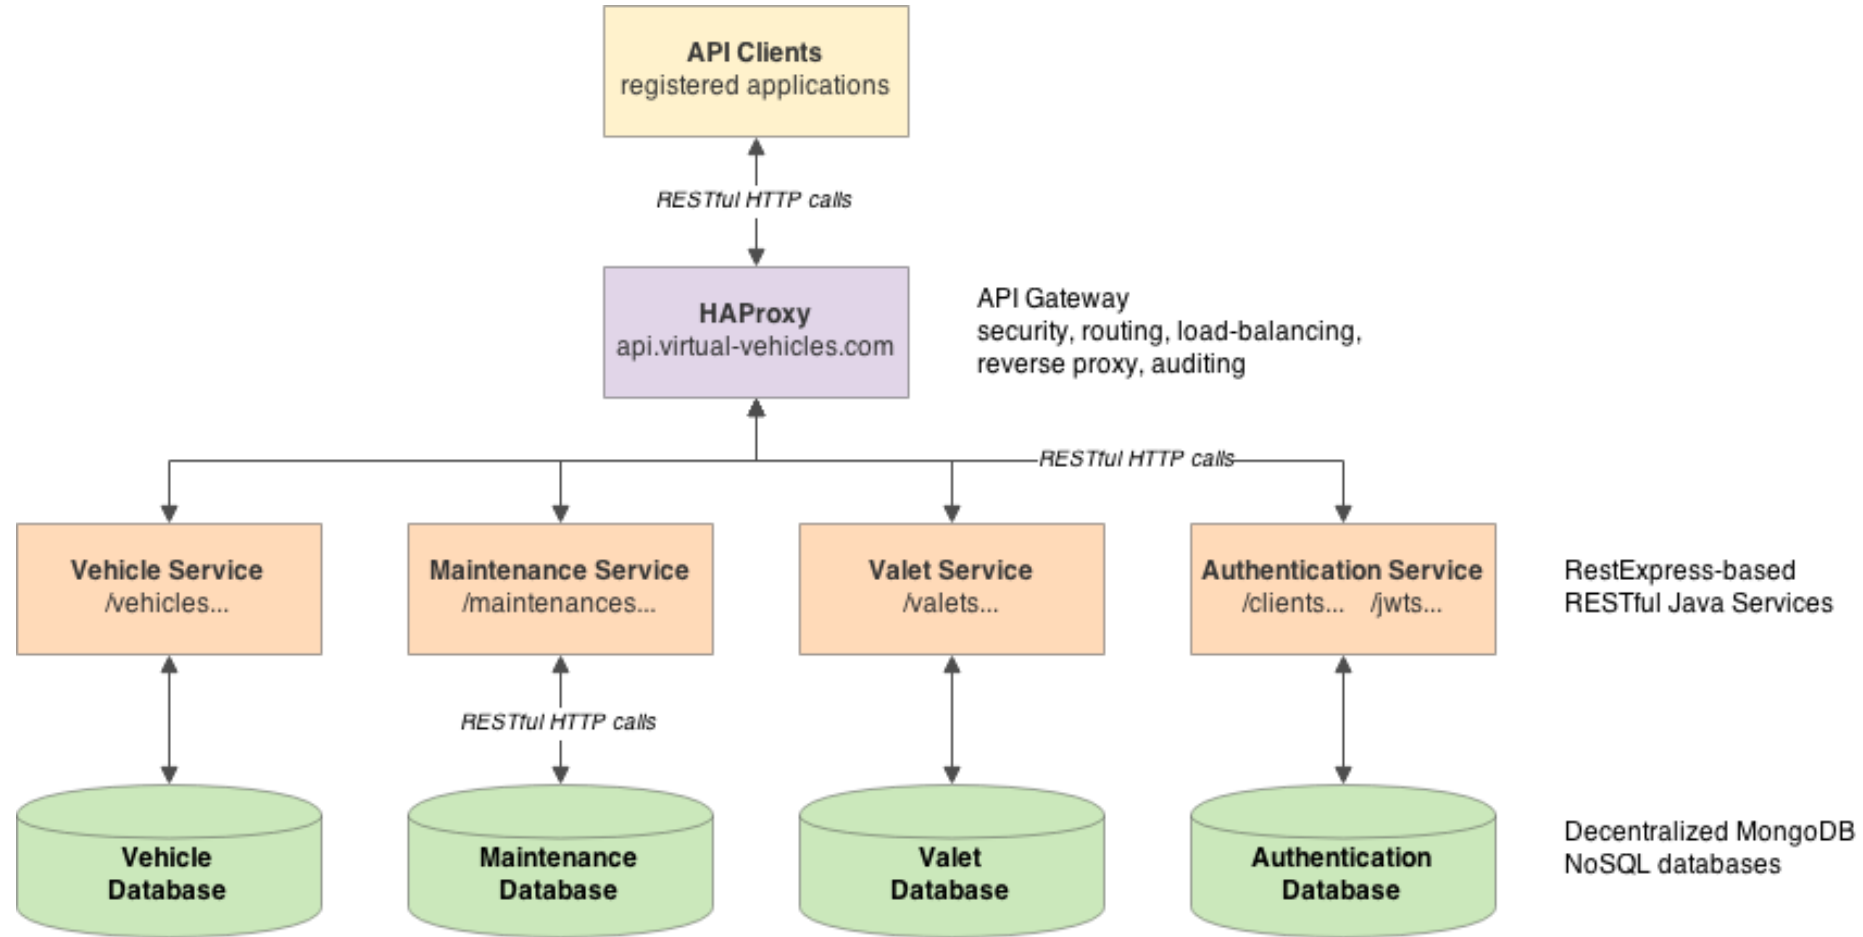 API Clients
registered applications
RESTful HTTP calls
HAProxy
api.virtual-vehicles.com
API Gateway
security, routing, load-balancing,
reverse proxy, auditing
RESTful HTTP calls
Vehicle Service
/vehicles...
Maintenance Service
/maintenances...
Valet Service
/valets...
Authentication Service
/clients... /jwts...
RestExpress-based
RESTful Java Services
RESTful HTTP calls
Vehicle
Database
Maintenance
Database
Valet
Database
Authentication
Database
Decentralized MongoDB
NoSQL databases